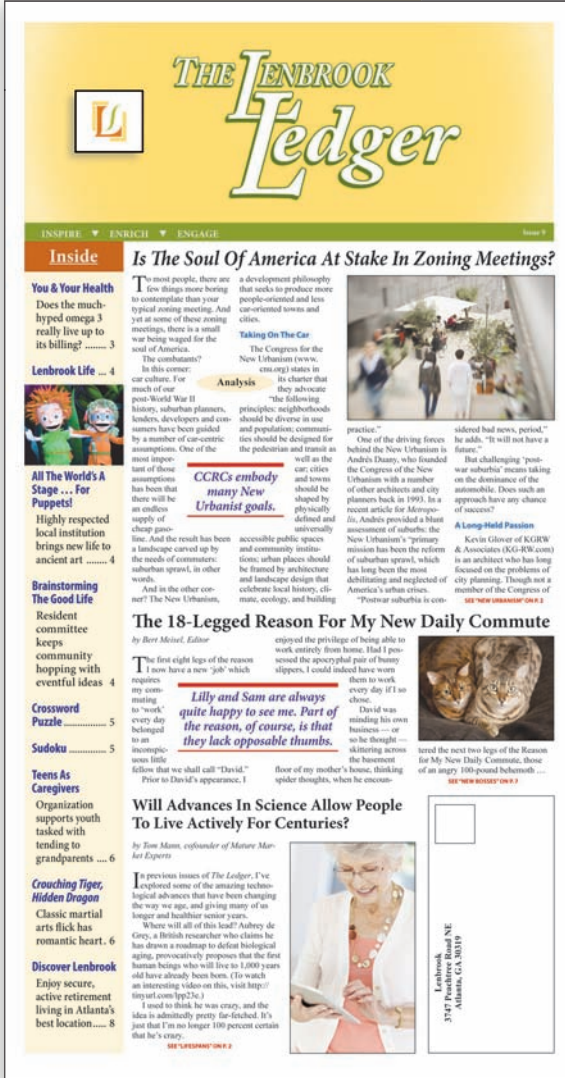 THE LENBROOK
Ledger
INSPIRE ▼ ENRICH ▼ ENGAGE
Issue 9
Inside
You & Your Health
Does the much-
hyped omega 3
really live up to
its billing? ........ 3
Lenbrook Life ... 4
All The World's A
Stage … For
Puppets!
Highly respected
local institution
brings new life to
ancient art ........ 4
Brainstorming
The Good Life
Resident
committee
keeps
community
hopping with
eventful ideas 4
Crossword
Puzzle ............... 5
Sudoku .............. 5
Teens As
Caregivers
Organization
supports youth
tasked with
tending to
grandparents .... 6
Crouching Tiger,
Hidden Dragon
Classic martial
arts flick has
romantic heart. 6
Discover Lenbrook
Enjoy secure,
active retirement
living in Atlanta's
best location..... 8
Is The Soul Of America At Stake In Zoning Meetings?
To most people, there are
few things more boring
to contemplate than your
typical zoning meeting. And
yet at some of these zoning
meetings, there is a small
war being waged for the
soul of America.
The combatants?
In this corner:
car culture. For
much of our
post-World War II
history, suburban planners,
lenders, developers and con-
sumers have been guided
by a number of car-centric
assumptions. One of the
most impor-
tant of those
assumptions
has been that
there will be
an endless
supply of
cheap gaso-
line. And the result has been
a landscape carved up by
the needs of commuters:
suburban sprawl, in other
words.
And in the other cor-
ner? The New Urbanism,
Analysis
CCRCs embody
many New
Urbanist goals.
a development philosophy
that seeks to produce more
people-oriented and less
car-oriented towns and
cities.
Taking On The Car
The Congress for the
New Urbanism (www.
cnu.org) states in
its charter that
they advocate
"the following
principles: neighborhoods
should be diverse in use
and population; communi-
ties should be designed for
the pedestrian and transit as
well as the
car; cities
and towns
should be
shaped by
physically
defined and
universally
accessible public spaces
and community institu-
tions; urban places should
be framed by architecture
and landscape design that
celebrate local history, cli-
mate, ecology, and building
practice."
One of the driving forces
behind the New Urbanism is
Andrés Duany, who founded
the Congress of the New
Urbanism with a number
of other architects and city
planners back in 1993. In a
recent article for Metropo-
lis, Andrés provided a blunt
assessment of suburbs: the
New Urbanism's "primary
mission has been the reform
of suburban sprawl, which
has long been the most
debilitating and neglected of
America's urban crises.
"Postwar suburbia is con-
sidered bad news, period,"
he adds. "It will not have a
future."
But challenging 'post-
war suburbia' means taking
on the dominance of the
automobile. Does such an
approach have any chance
of success?
A Long-Held Passion
Kevin Glover of KGRW
& Associates (KG-RW.com)
is an architect who has long
focused on the problems of
city planning. Though not a
member of the Congress of
SEE "NEW URBANISM" ON P. 2
The 18-Legged Reason For My New Daily Commute
by Bert Meisel, Editor
The first eight legs of the reason
I now have a new 'job' which
requires
my com-
muting
to 'work'
every day
belonged
to an
inconspic-
uous little
fellow that we shall call "David."
Prior to David's appearance, I
Lilly and Sam are always
quite happy to see me. Part of
the reason, of course, is that
they lack opposable thumbs.
enjoyed the privilege of being able to
work entirely from home. Had I pos-
sessed the apocryphal pair of bunny
slippers, I could indeed have worn
them to work
every day if I so
chose.
David was
minding his own
business — or
so he thought —
skittering across
the basement
floor of my mother's house, thinking
spider thoughts, when he encoun-
tered the next two legs of the Reason
for My New Daily Commute, those
of an angry 100-pound behemoth …
SEE "NEW BOSSES" ON P. 7
Will Advances In Science Allow People
To Live Actively For Centuries?
by Tom Mann, cofounder of Mature Mar-
ket Experts
In previous issues of The Ledger, I've
explored some of the amazing techno-
logical advances that have been changing
the way we age, and giving many of us
longer and healthier senior years.
Where will all of this lead? Aubrey de
Grey, a British researcher who claims he
has drawn a roadmap to defeat biological
aging, provocatively proposes that the first
human beings who will live to 1,000 years
old have already been born. (To watch
an interesting video on this, visit http://
tinyurl.com/lpp23e.)
I used to think he was crazy, and the
idea is admittedly pretty far-fetched. It's
just that I'm no longer 100 percent certain
that he's crazy.
SEE "LIFESPANS" ON P. 2
Lenbrook
3747 Peachtree Road NE
Atlanta, GA 30319